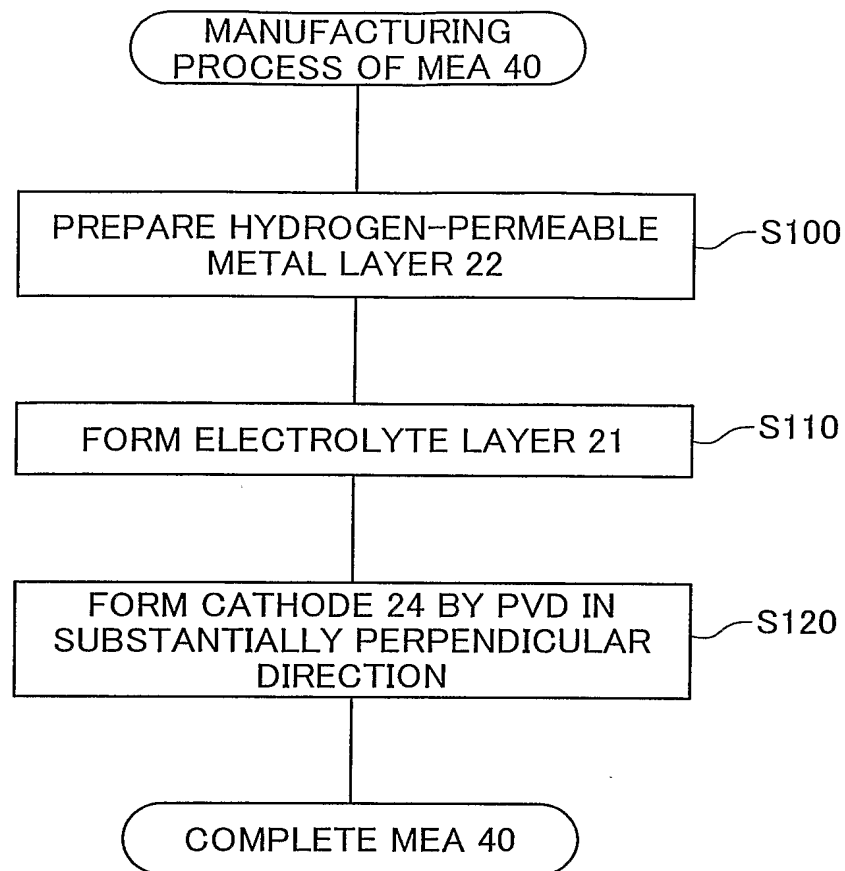 MANUFACTURING
PROCESS OF MEA 40
PREPARE HYDROGEN-PERMEABLE
METAL LAYER 22
S100
FORM ELECTROLYTE LAYER 21
S110
FORM CATHODE 24 BY PVD IN
SUBSTANTIALLY PERPENDICULAR
DIRECTION
S120
COMPLETE MEA 40